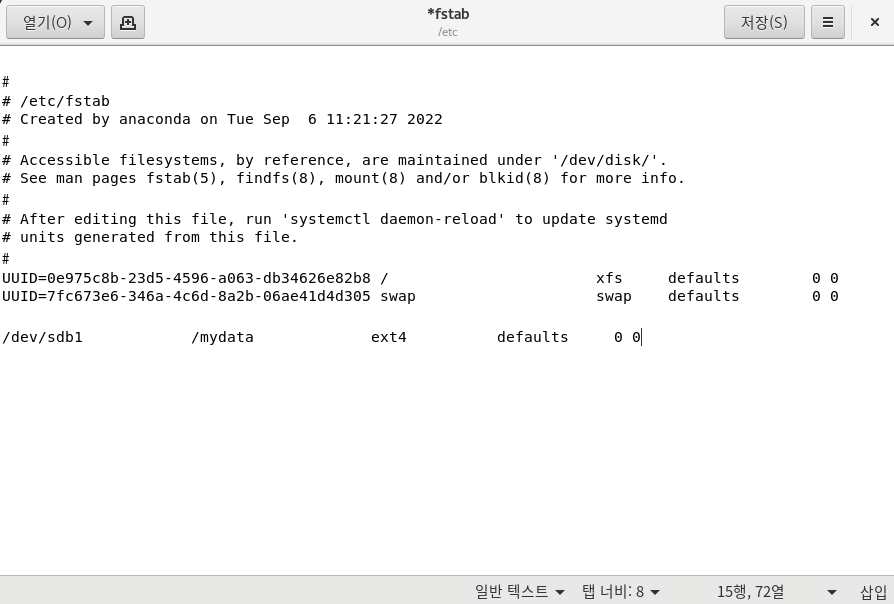 열기(O)
*fstab
/etc
저장(S)
#
# /etc/fstab
# Created by anaconda on Tue Sep  6 11:21:27 2022
#
# Accessible filesystems, by reference, are maintained under '/dev/disk/'.
# See man pages fstab(5), findfs(8), mount(8) and/or blkid(8) for more info.
#
# After editing this file, run 'systemctl daemon-reload' to update systemd
# units generated from this file.
#
UUID=0e975c8b-23d5-4596-a063-db34626e82b8 /                       xfs     defaults        0 0
UUID=7fc673e6-346a-4c6d-8a2b-06ae41d4d305 swap                    swap    defaults        0 0
/dev/sdb1            /mydata             ext4          defaults     0 0
일반 텍스트 탭 너비: 8 15행, 72열 삽입